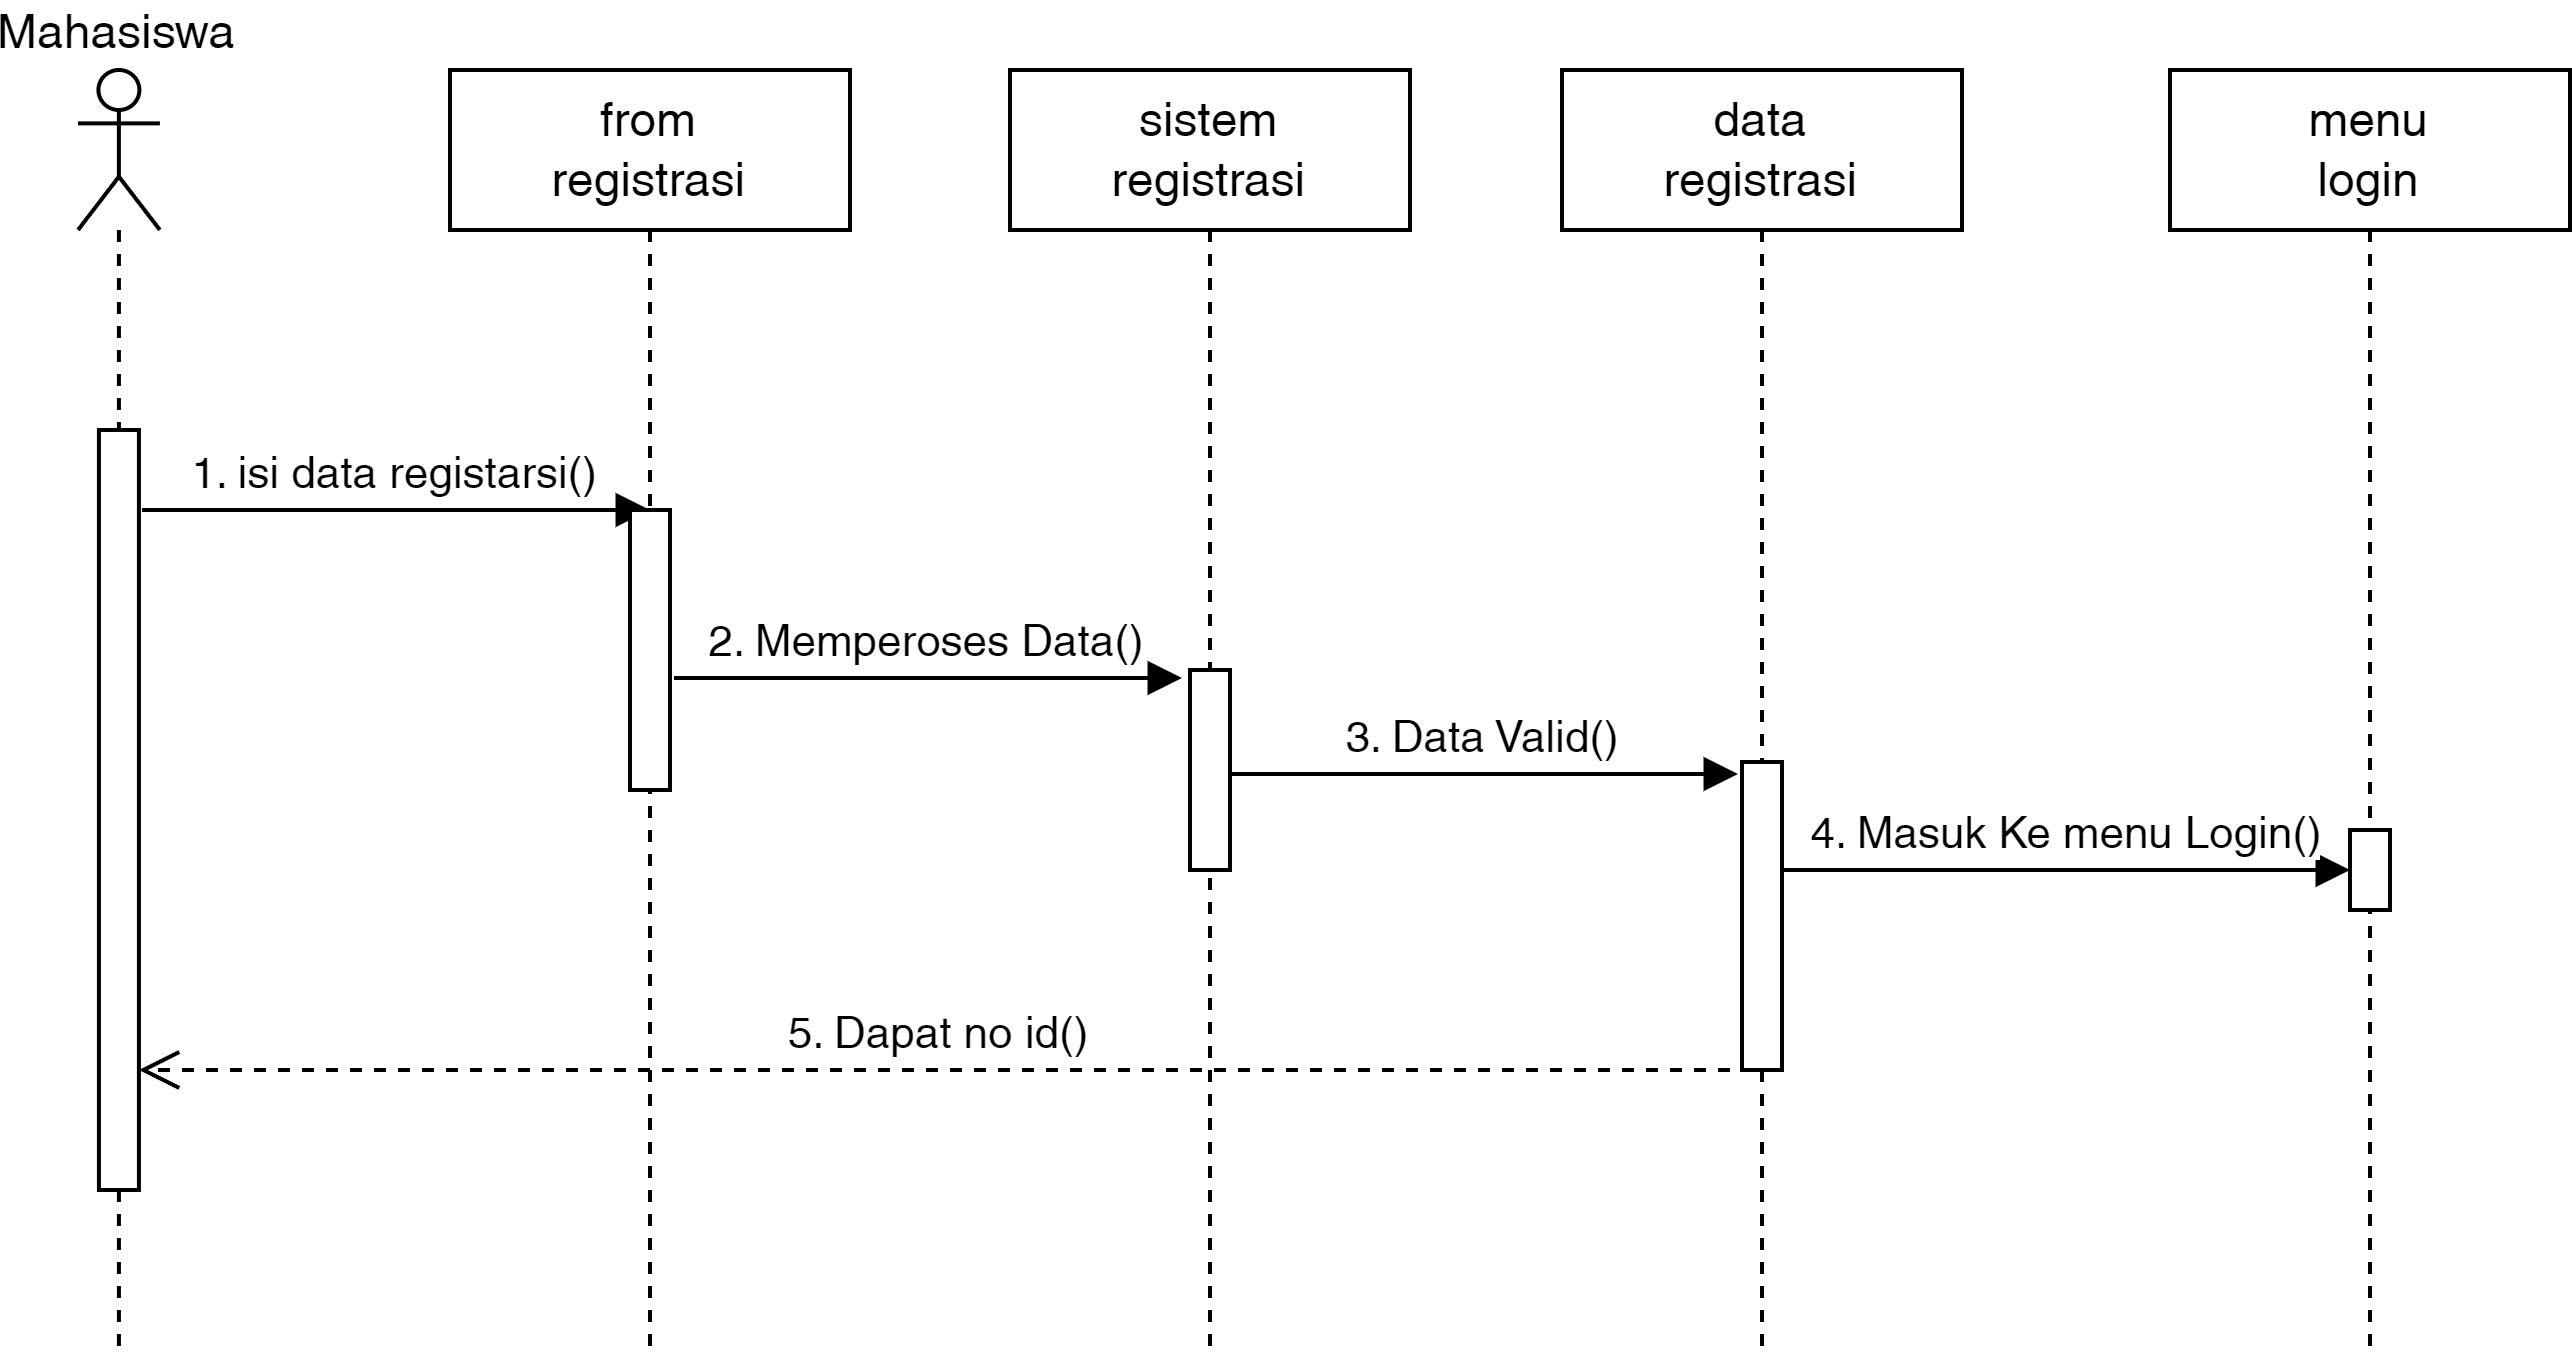 Mahasiswa
from
registrasi
sistem
registrasi
data
registrasi
menu
login
1. isi data registarsi()
2. Memperoses Data()
3. Data Valid()
4. Masuk Ke menu Login()
5. Dapat no id()